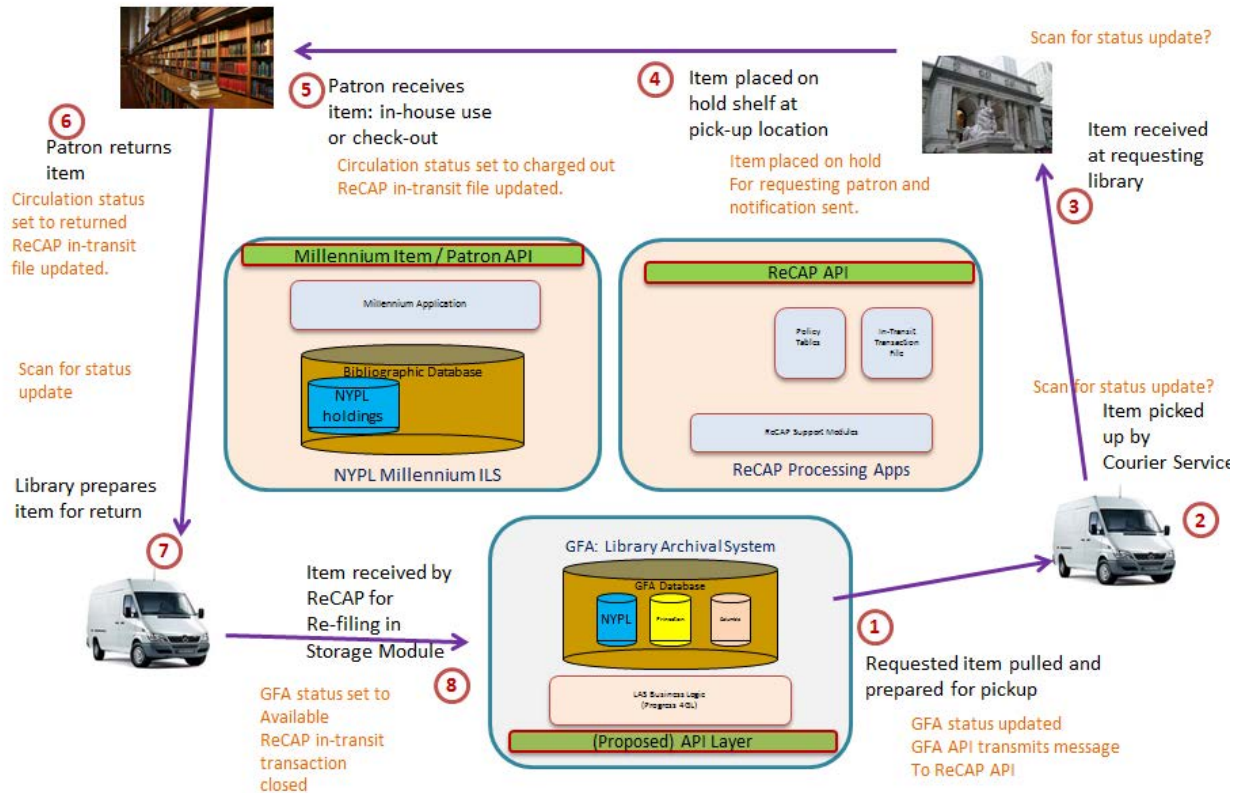 Scan for status update?
5
Patron receives
item: in-house use
or check-out
Circulation status set to charged out
ReCAP in-transit file updated.
4
Item placed on
hold shelf at
pick-up location
Item placed on hold
For requesting patron and
notification sent.
6
Patron returns
item
Circulation status
set to returned
ReCAP in-transit
file updated.
Item received
at requesting
library
3
Millennium Item / Patron API
Millennium Application
Bibliographic Database
NYPL
holdings
NYPL Millennium ILS
ReCAP API
Policy
Tables
In-Transit
Transaction
File
ReCAP Support Modules
ReCAP Processing Apps
Scan for status
update
Scan for status update?
Item picked
up by
Courier Service
2
Library prepares
item for return
7
Item received by
ReCAP for
Re-filing in
Storage Module
8
GFA status set to
Available
ReCAP in-transit
transaction
closed
GFA: Library Archival System
GFA Database
NYPL
Princeton
LAS Business Logic
(Progress 4GL)
(Proposed) API Layer
1
Requested item pulled and
prepared for pickup
GFA status updated
GFA API transmits message
To ReCAP API